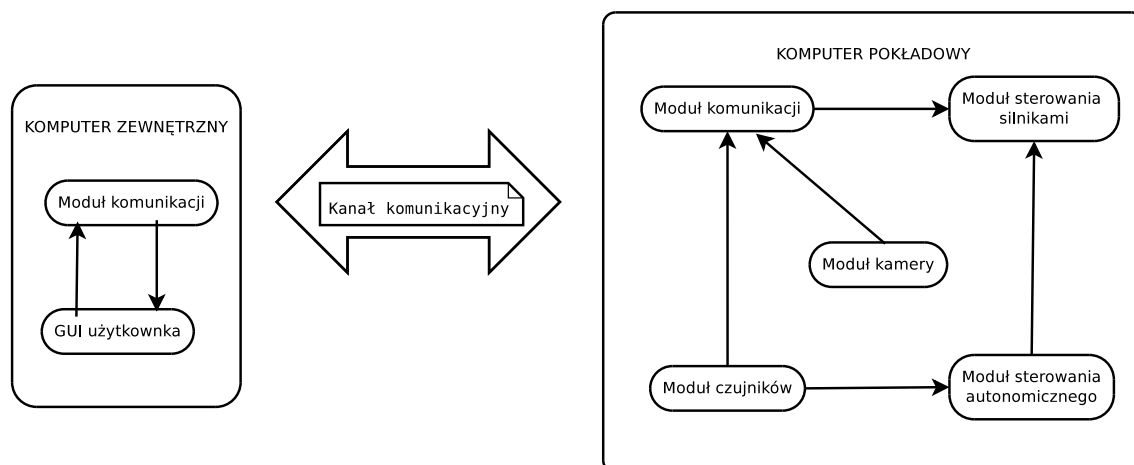 KOMPUTER ZEWNĘTRZNY
Moduł komunikacji
GUI użytkownka
Kanał komunikacyjny
KOMPUTER POKŁADOWY
Moduł komunikacji
Moduł sterowania
silnikami
Moduł kamery
Moduł czujników
Moduł sterowania
autonomicznego